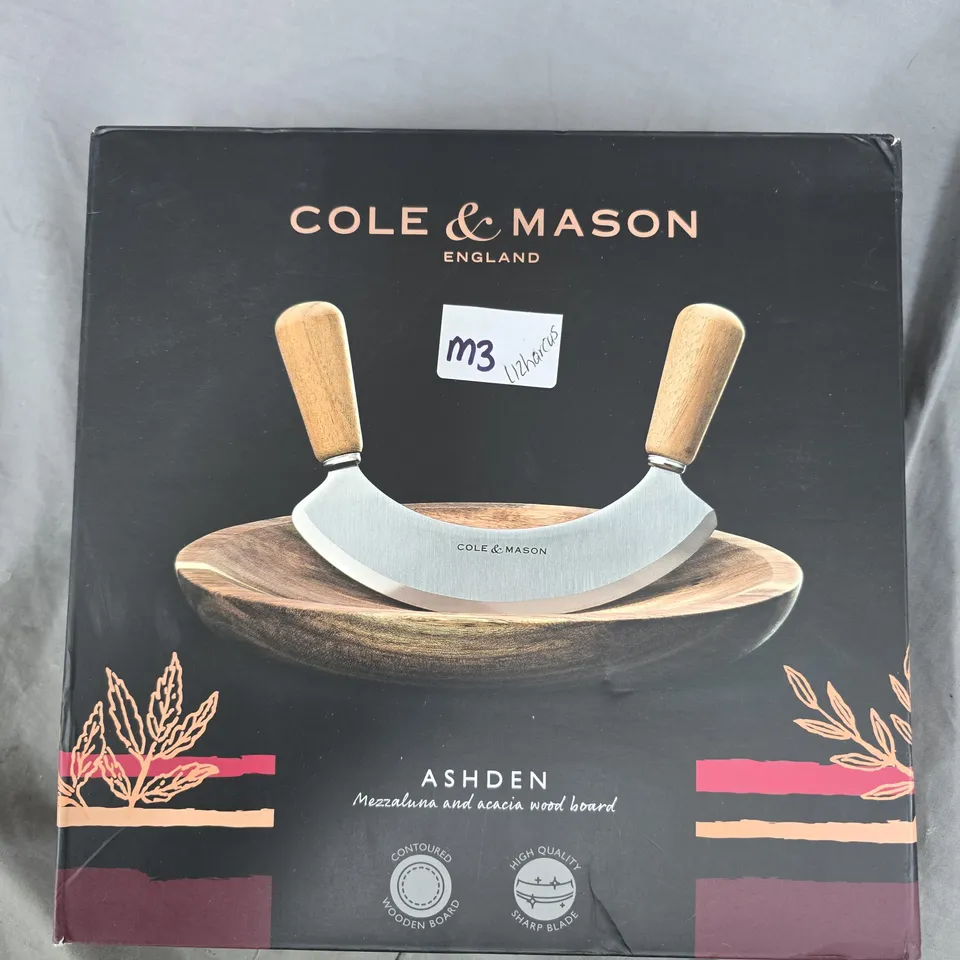 COLE & MASON
ENGLAND
m3
COLE & MASON
ASHDEN
Mezzaluna and acacia wood board
CONTOURED
WOODEN BOARD
HIGH QUALITY
SHARP BLADE